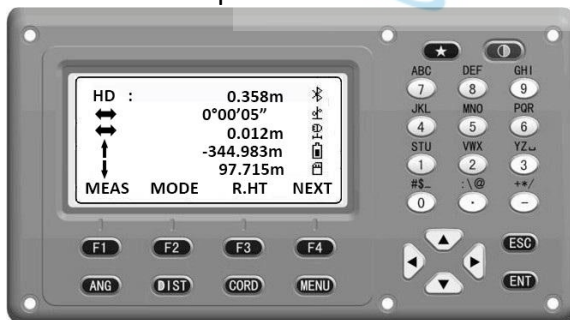 HD : 0.358m
↔ 0°00'05"
↔ 0.012m
↑ -344.983m
↓ 97.715m
MEAS MODE R.HT NEXT
F1 F2 F3 F4
ANG DIST CORD MENU
★
ABC DEF GHI
7 8 9
JKL MNO PQR
4 5 6
STU VWX YZ␣
1 2 3
#$_ :\@ +*/
0 . -
ESC
ENT